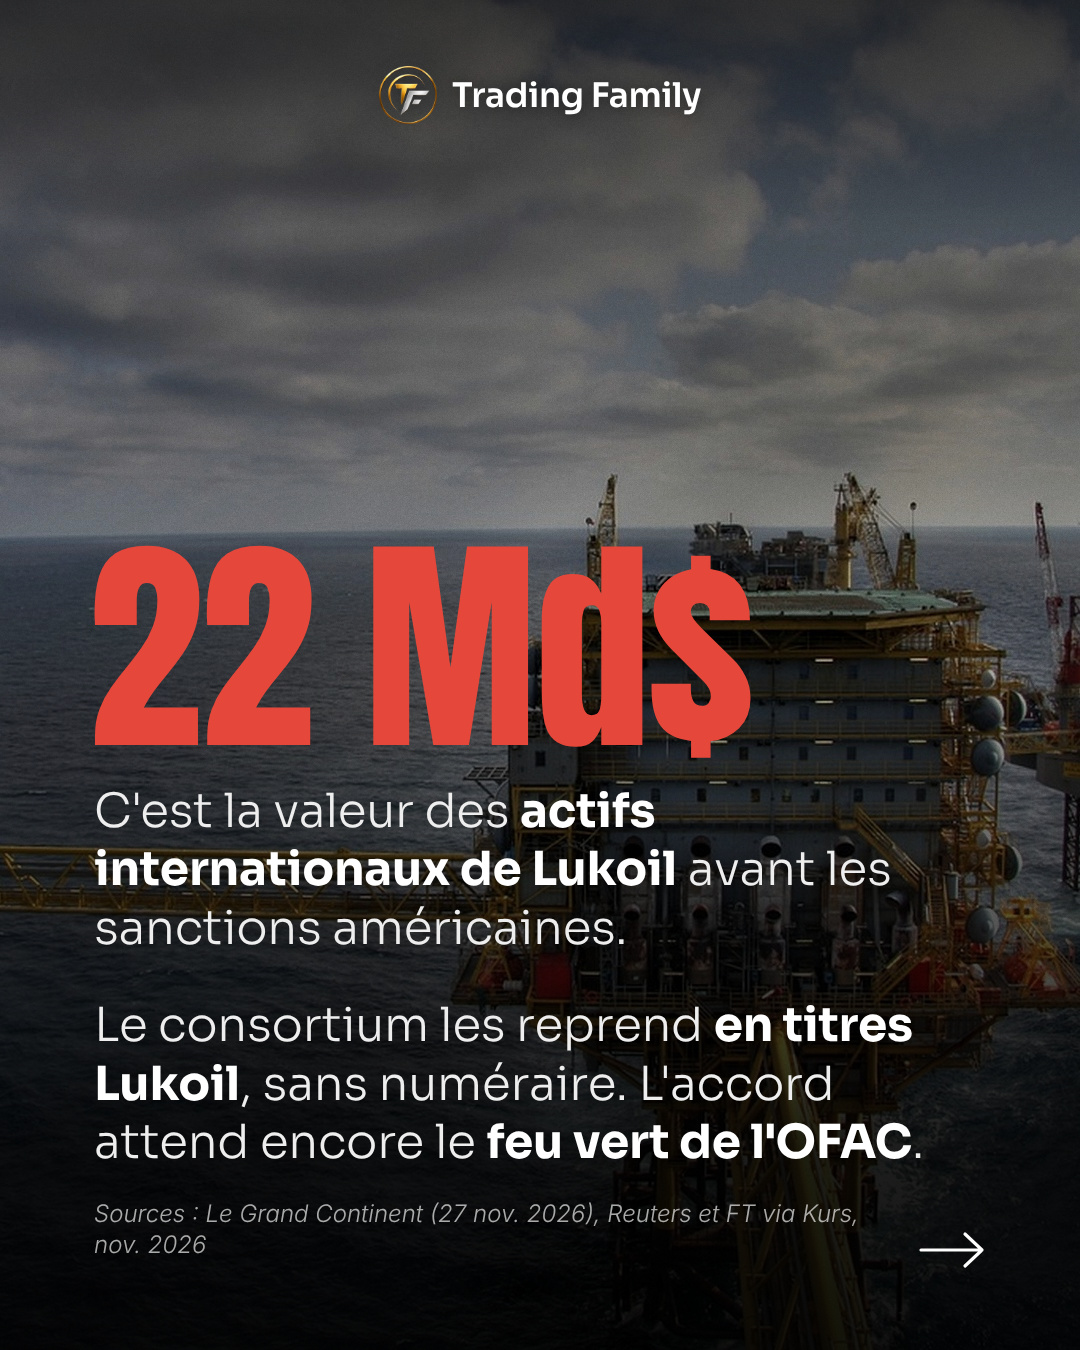 TF Trading Family
22 Md$
C'est la valeur des actifs
internationaux de Lukoil avant les
sanctions américaines.
Le consortium les reprend en titres
Lukoil, sans numéraire. L'accord
attend encore le feu vert de l'OFAC.
Sources : Le Grand Continent (27 nov. 2026), Reuters et FT via Kurs,
nov. 2026